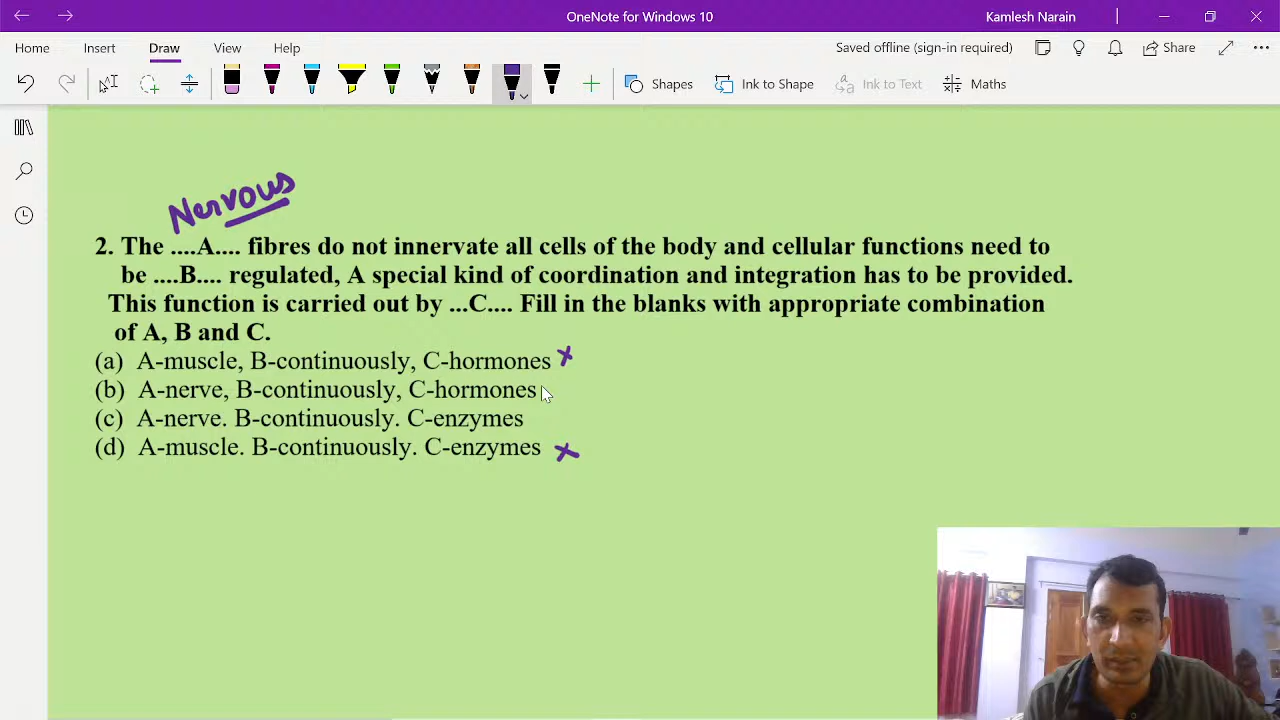 OneNote for Windows 10
Kamlesh Narain
Home Insert Draw View Help
Saved offline (sign-in required)
Share
Shapes Ink to Shape Ink to Text Maths
Nervous
2. The ....A.... fibres do not innervate all cells of the body and cellular functions need to
be ....B.... regulated, A special kind of coordination and integration has to be provided.
This function is carried out by ...C.... Fill in the blanks with appropriate combination
of A, B and C.
(a) A-muscle, B-continuously, C-hormones x
(b) A-nerve, B-continuously, C-hormones
(c) A-nerve. B-continuously. C-enzymes
(d) A-muscle. B-continuously. C-enzymes x